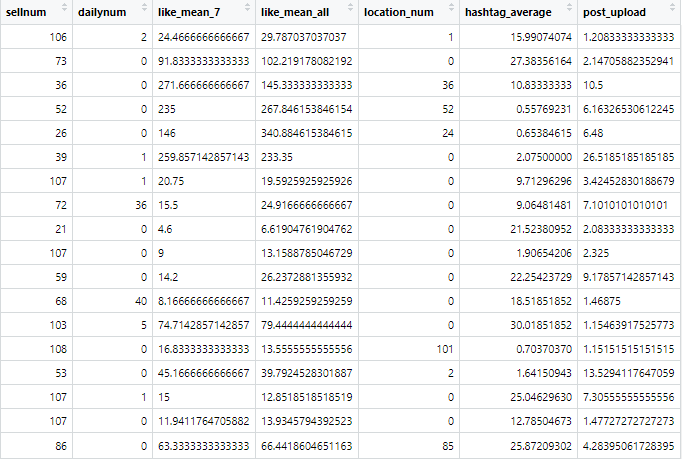 sellnum dailynum like_mean_7 like_mean_all location_num hashtag_average post_upload
106 2 24.4666666666667 29.787037037037 1 15.99074074 1.20833333333333
73 0 91.8333333333333 102.219178082192 0 27.38356164 2.14705882352941
36 0 271.666666666667 145.333333333333 36 10.83333333 10.5
52 0 235 267.846153846154 52 0.55769231 6.16326530612245
26 0 146 340.884615384615 24 0.65384615 6.48
39 1 259.857142857143 233.35 0 2.07500000 26.5185185185185
107 1 20.75 19.5925925925926 0 9.71296296 3.42452830188679
72 36 15.5 24.9166666666667 0 9.06481481 7.1010101010101
21 0 4.6 6.61904761904762 0 21.52380952 2.08333333333333
107 0 9 13.1588785046729 0 1.90654206 2.325
59 0 14.2 26.2372881355932 0 22.25423729 9.17857142857143
68 40 8.16666666666667 11.4259259259259 0 18.51851852 1.46875
103 5 74.7142857142857 79.4444444444444 0 30.01851852 1.15463917525773
108 0 16.8333333333333 13.5555555555556 101 0.70370370 1.15151515151515
53 0 45.1666666666667 39.7924528301887 2 1.64150943 13.5294117647059
107 1 15 12.8518518518519 0 25.04629630 7.30555555555556
107 0 11.9411764705882 13.9345794392523 0 12.78504673 1.47727272727273
86 0 63.3333333333333 66.4418604651163 85 25.87209302 4.28395061728395